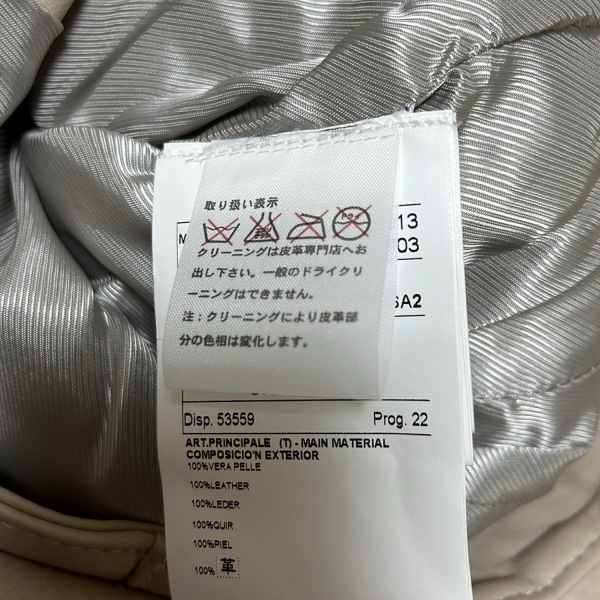 取り扱い表示
クリーニングは皮革専門店へお
出し下さい。一般のドライクリ
ーニングはできません。
注：クリーニングにより皮革部
分の色相は変化します。
13
03
A2
Disp. 53559 Prog. 22
ART.PRINCIPALE (T) - MAIN MATERIAL
COMPOSICIO'N EXTERIOR
100%VERA PELLE
100%LEATHER
100%LEDER
100%QUIR
100%PIEL
100% 革